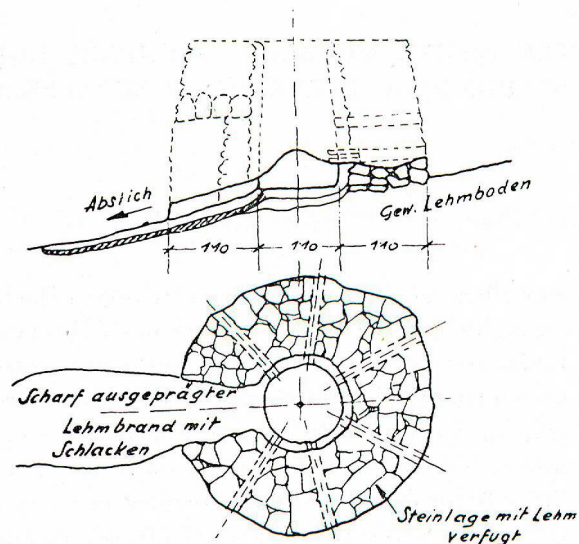 Abstich
Gew. Lehmboden
110 110 110
Scharf ausgeprägter
Lehmbrand mit
Schlacken
Steinlage mit Lehm
verfugt